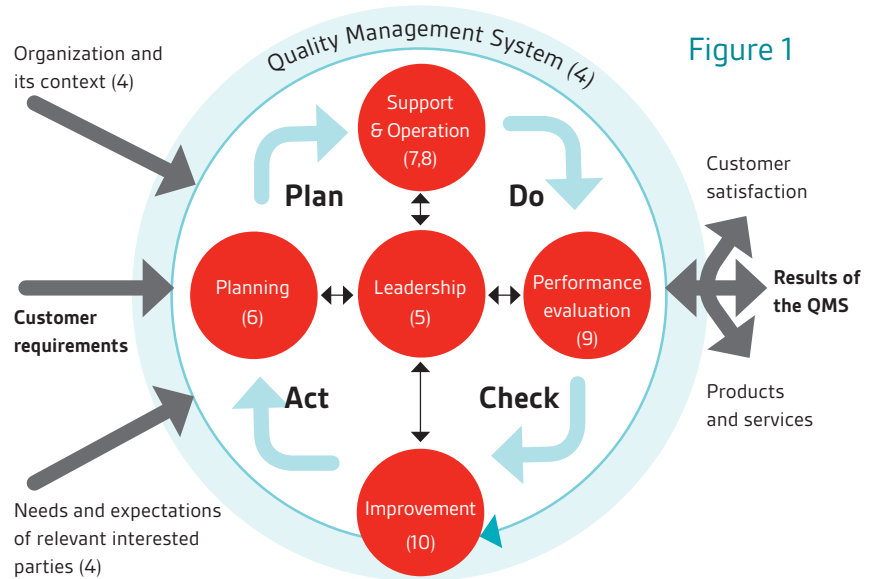 Quality Management System (4)
Figure 1
Organization and
its context (4)
Support
& Operation
(7,8)
Customer
satisfaction
Plan
Do
Planning
(6)
Leadership
(5)
Performance
evaluation
(9)
Results of
the QMS
Customer
requirements
Act
Check
Products
and services
Improvement
(10)
Needs and expectations
of relevant interested
parties (4)